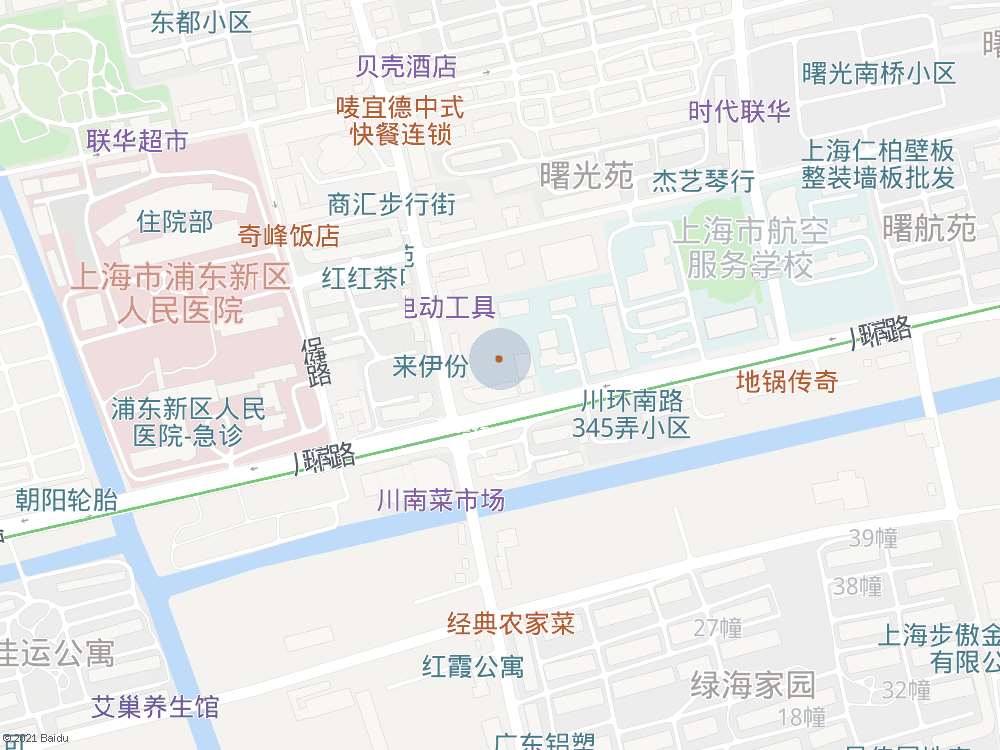 东都小区
贝壳酒店
曙光南桥小区
唛宜德中式
快餐连锁
时代联华
联华超市
上海仁柏壁板
整装墙板批发
曙光苑
杰艺琴行
商汇步行街
住院部
奇峰饭店
上海市航空
服务学校
曙航苑
上海市浦东新区
人民医院
红红茶
电动工具
保健路
来伊份
地锅传奇
川环南路
345弄小区
浦东新区人民
医院-急诊
朝阳轮胎
川南菜市场
39幢
38幢
经典农家菜
27幢
上海步傲金
有限公
佳运公寓
红霞公寓
绿海家园
32幢
艾巢养生馆
18幢
广东铝塑
© 2021 Baidu